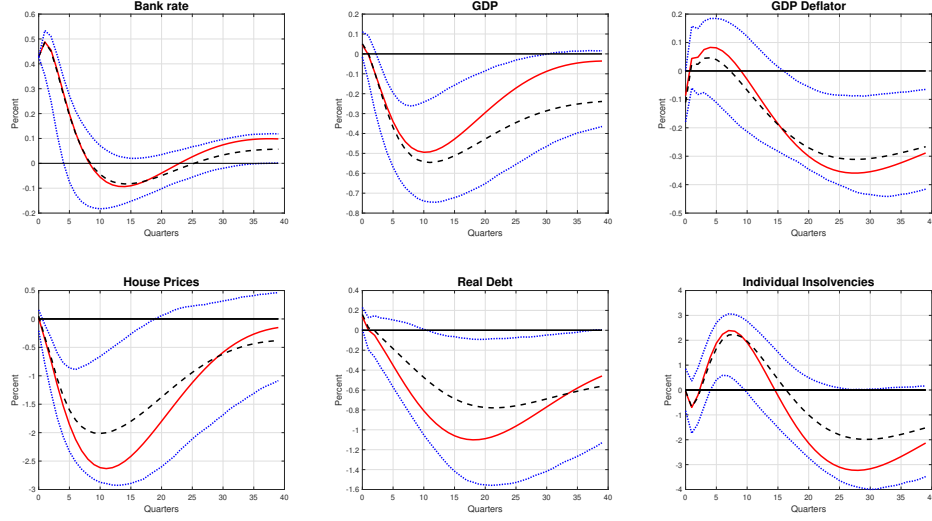 Bank rate
GDP
GDP Deflator
Percent
0.6
0.5
0.4
0.3
0.2
0.1
0
-0.1
-0.2
0 5 10 15 20 25 30 35 40
Quarters
Percent
0.2
0.1
0
-0.1
-0.2
-0.3
-0.4
-0.5
-0.6
-0.7
-0.8
0 5 10 15 20 25 30 35 40
Quarters
Percent
0.2
0.1
0
-0.1
-0.2
-0.3
-0.4
-0.5
0 5 10 15 20 25 30 35 4
Quarters
House Prices
Real Debt
Individual Insolvencies
Percent
0.5
0
-0.5
-1
-1.5
-2
-2.5
-3
0 5 10 15 20 25 30 35 40
Quarters
Percent
0.4
0.2
0
-0.2
-0.4
-0.6
-0.8
-1
-1.2
-1.4
-1.6
0 5 10 15 20 25 30 35 40
Quarters
Percent
4
3
2
1
0
-1
-2
-3
-4
0 5 10 15 20 25 30 35 4
Quarters